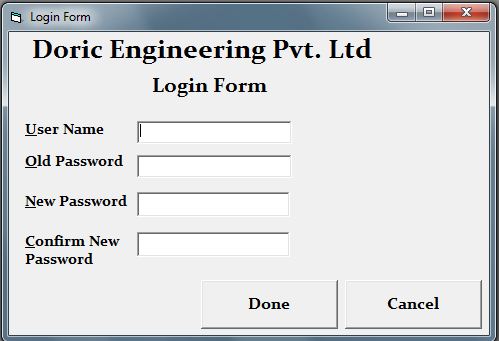 Login Form
Doric Engineering Pvt. Ltd
Login Form
User Name
Old Password
New Password
Confirm New
Password
Done
Cancel